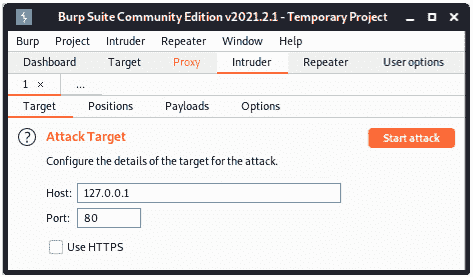 Burp Suite Community Edition v2021.2.1 - Temporary Project
Burp Project Intruder Repeater Window Help
Dashboard Target Proxy Intruder Repeater User options
1 × ...
Target Positions Payloads Options
? Attack Target Start attack
Configure the details of the target for the attack.
Host: 127.0.0.1
Port: 80
Use HTTPS